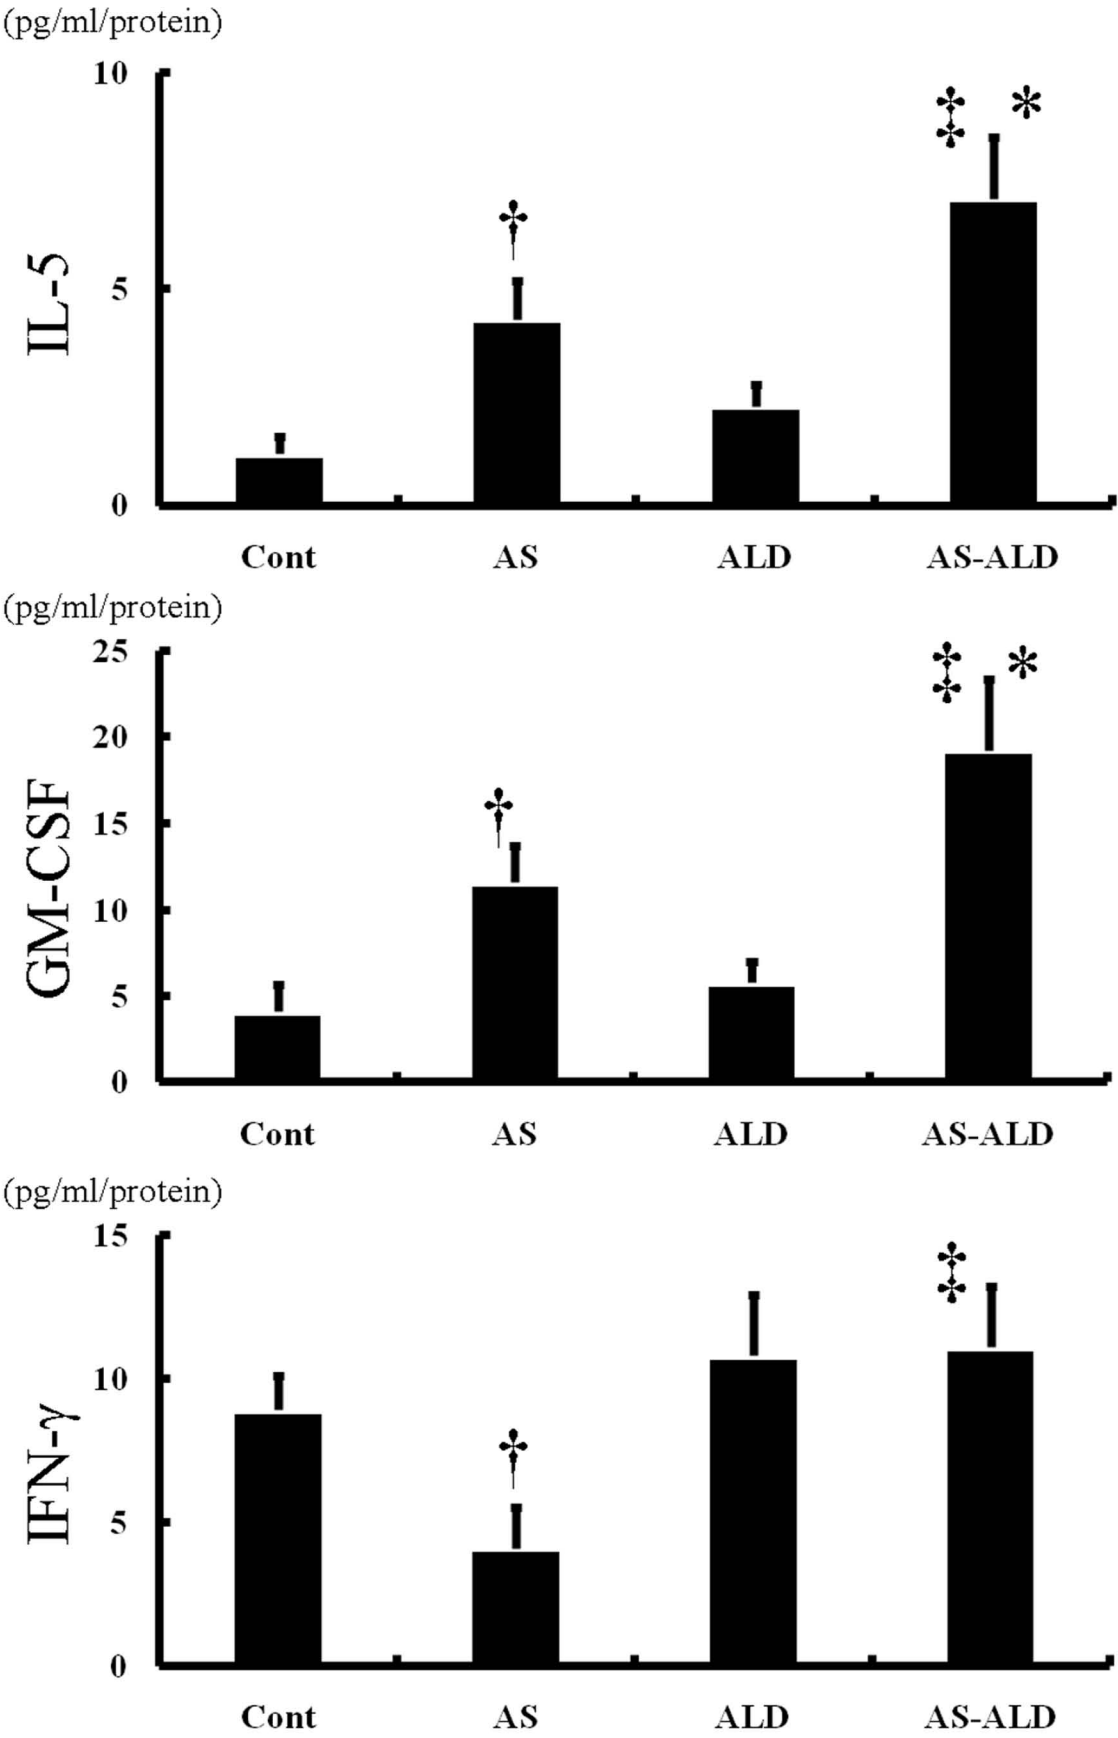 (pg/ml/protein)
10
‡ *
†
IL-5
5
0
Cont AS ALD AS-ALD
(pg/ml/protein)
25
‡ *
20
†
15
GM-CSF
10
5
0
Cont AS ALD AS-ALD
(pg/ml/protein)
15
‡
10
†
IFN-γ
5
0
Cont AS ALD AS-ALD